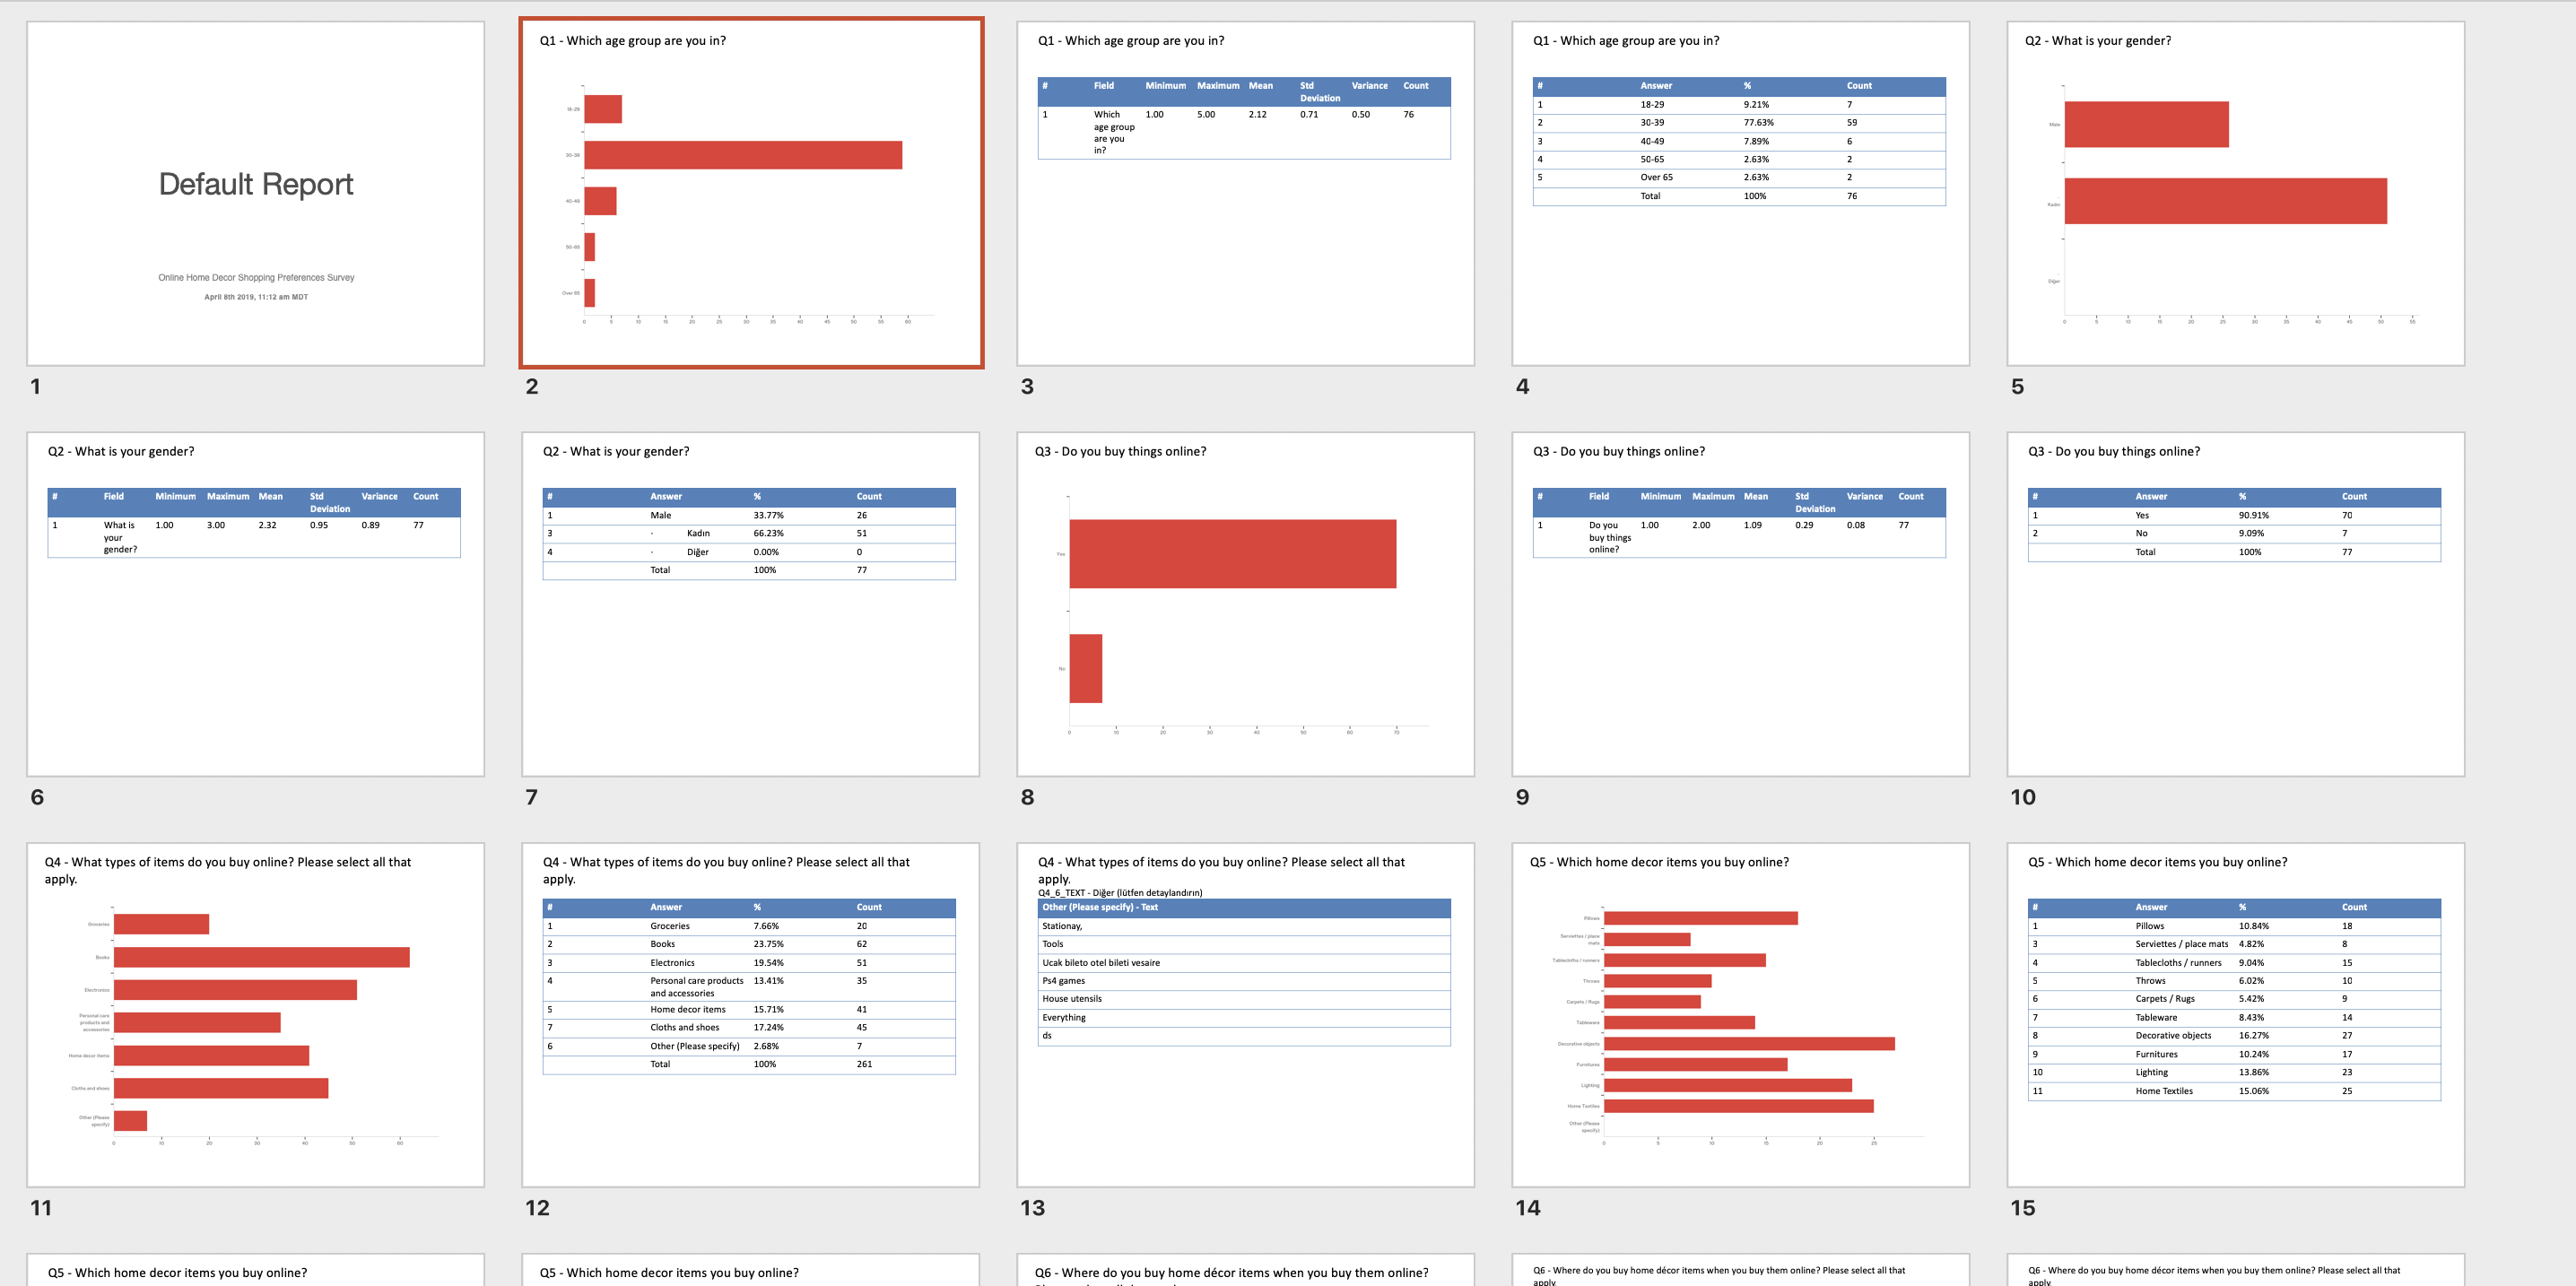 Default Report
Online Home Decor Shopping Preferences Survey
April 8th 2019, 11:12 am MDT
1
Q1 - Which age group are you in?
18-29
30-39
40-49
50-65
Over 65
0 5 10 15 20 25 30 35 40 45 50 55 60
2
Q1 - Which age group are you in?
# Field Minimum Maximum Mean Std Deviation Variance Count
1 Which age group are you in? 1.00 5.00 2.12 0.71 0.50 76
3
Q1 - Which age group are you in?
# Answer % Count
1 18-29 9.21% 7
2 30-39 77.63% 59
3 40-49 7.89% 6
4 50-65 2.63% 2
5 Over 65 2.63% 2
Total 100% 76
4
Q2 - What is your gender?
Male
Kadın
Diğer
0 5 10 15 20 25 30 35 40 45 50 55
5
Q2 - What is your gender?
# Field Minimum Maximum Mean Std Deviation Variance Count
1 What is your gender? 1.00 3.00 2.32 0.95 0.89 77
6
Q2 - What is your gender?
# Answer % Count
1 Male 33.77% 26
3 · Kadın 66.23% 51
4 · Diğer 0.00% 0
Total 100% 77
7
Q3 - Do you buy things online?
Yes
No
0 10 20 30 40 50 60 70
8
Q3 - Do you buy things online?
# Field Minimum Maximum Mean Std Deviation Variance Count
1 Do you buy things online? 1.00 2.00 1.09 0.29 0.08 77
9
Q3 - Do you buy things online?
# Answer % Count
1 Yes 90.91% 70
2 No 9.09% 7
Total 100% 77
10
Q4 - What types of items do you buy online? Please select all that
apply.
Groceries
Books
Electronics
Personal care
products and
accessories
Home decor items
Cloths and shoes
Other (Please
specify)
0 10 20 30 40 50 60
11
Q4 - What types of items do you buy online? Please select all that
apply.
# Answer % Count
1 Groceries 7.66% 20
2 Books 23.75% 62
3 Electronics 19.54% 51
4 Personal care products and accessories 13.41% 35
5 Home decor items 15.71% 41
7 Cloths and shoes 17.24% 45
6 Other (Please specify) 2.68% 7
Total 100% 261
12
Q4 - What types of items do you buy online? Please select all that
apply.
Q4_6_TEXT - Diğer (lütfen detaylandırın)
Other (Please specify) - Text
Stationay,
Tools
Ucak bileto otel bileti vesaire
Ps4 games
House utensils
Everything
ds
13
Q5 - Which home decor items you buy online?
Pillows
Serviettes / place
mats
Tablecloths / runners
Throws
Carpets / Rugs
Tableware
Decorative objects
Furnitures
Lighting
Home Textiles
Other (Please
specify)
0 5 10 15 20 25
14
Q5 - Which home decor items you buy online?
# Answer % Count
1 Pillows 10.84% 18
3 Serviettes / place mats 4.82% 8
4 Tablecloths / runners 9.04% 15
5 Throws 6.02% 10
6 Carpets / Rugs 5.42% 9
7 Tableware 8.43% 14
8 Decorative objects 16.27% 27
9 Furnitures 10.24% 17
10 Lighting 13.86% 23
11 Home Textiles 15.06% 25
15
Q5 - Which home decor items you buy online?
Q5 - Which home decor items you buy online?
Q6 - Where do you buy home décor items when you buy them online?
Q6 - Where do you buy home décor items when you buy them online? Please select all that
apply.
Q6 - Where do you buy home décor items when you buy them online? Please select all that
apply.